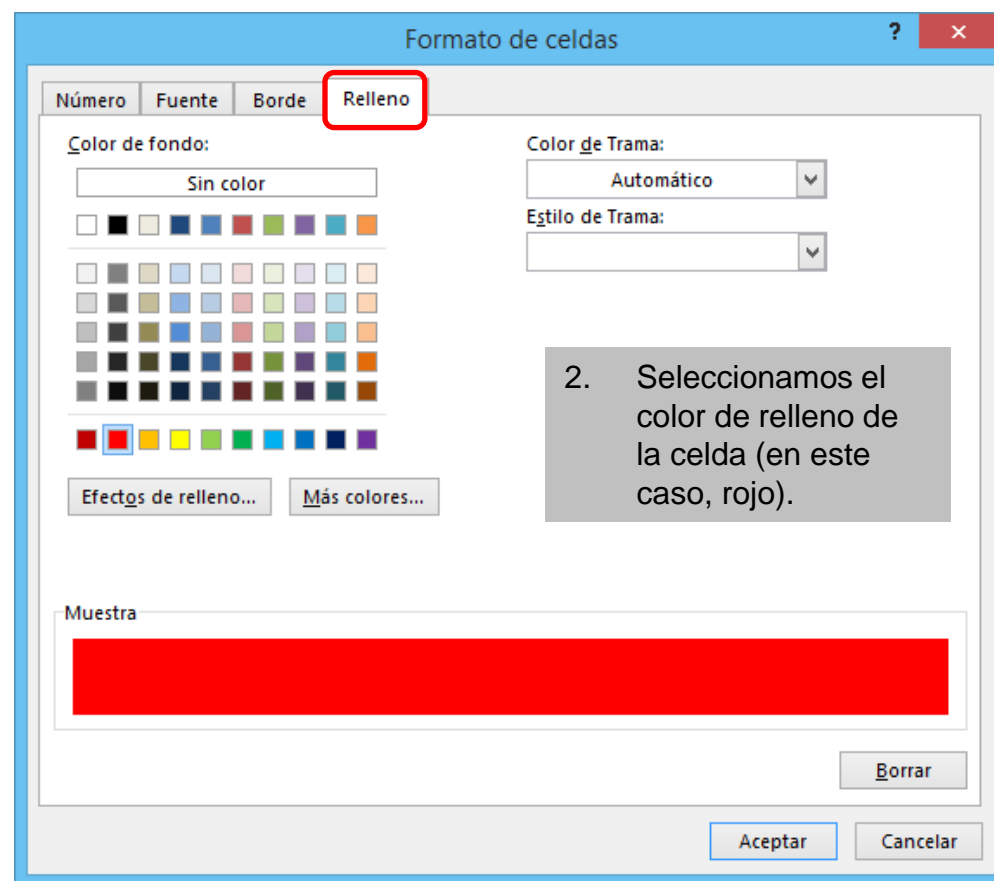 Formato de celdas
?
Número Fuente Borde Relleno
Color de fondo:
Sin color
Color de Trama:
Automático
Estilo de Trama:
2. Seleccionamos el
color de relleno de
la celda (en este
caso, rojo).
Efectos de relleno... Más colores...
Muestra
Borrar
Aceptar Cancelar